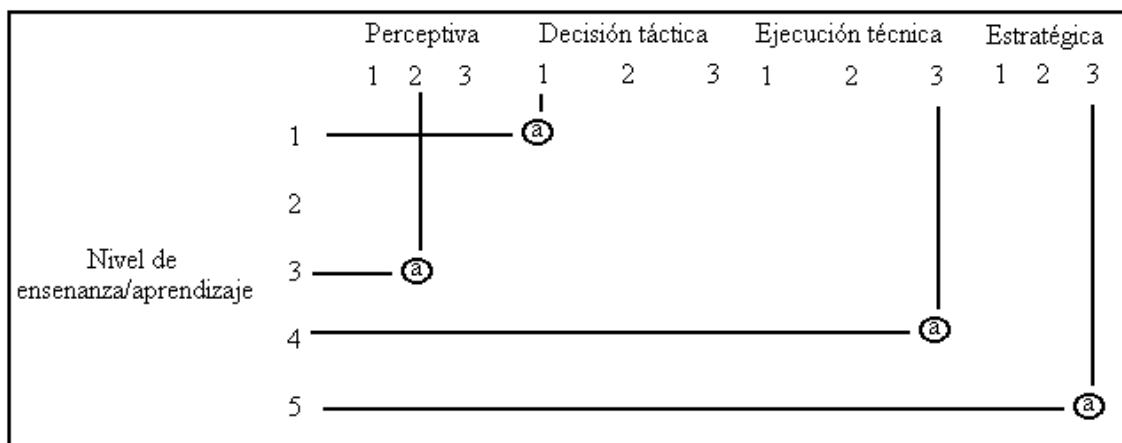 Perceptiva Decisión táctica Ejecución técnica Estratégica
1 2 3 1 2 3 1 2 3 1 2 3
1 a
2
Nivel de
ensenanza/aprendizaje
3 a
4 a
5 a